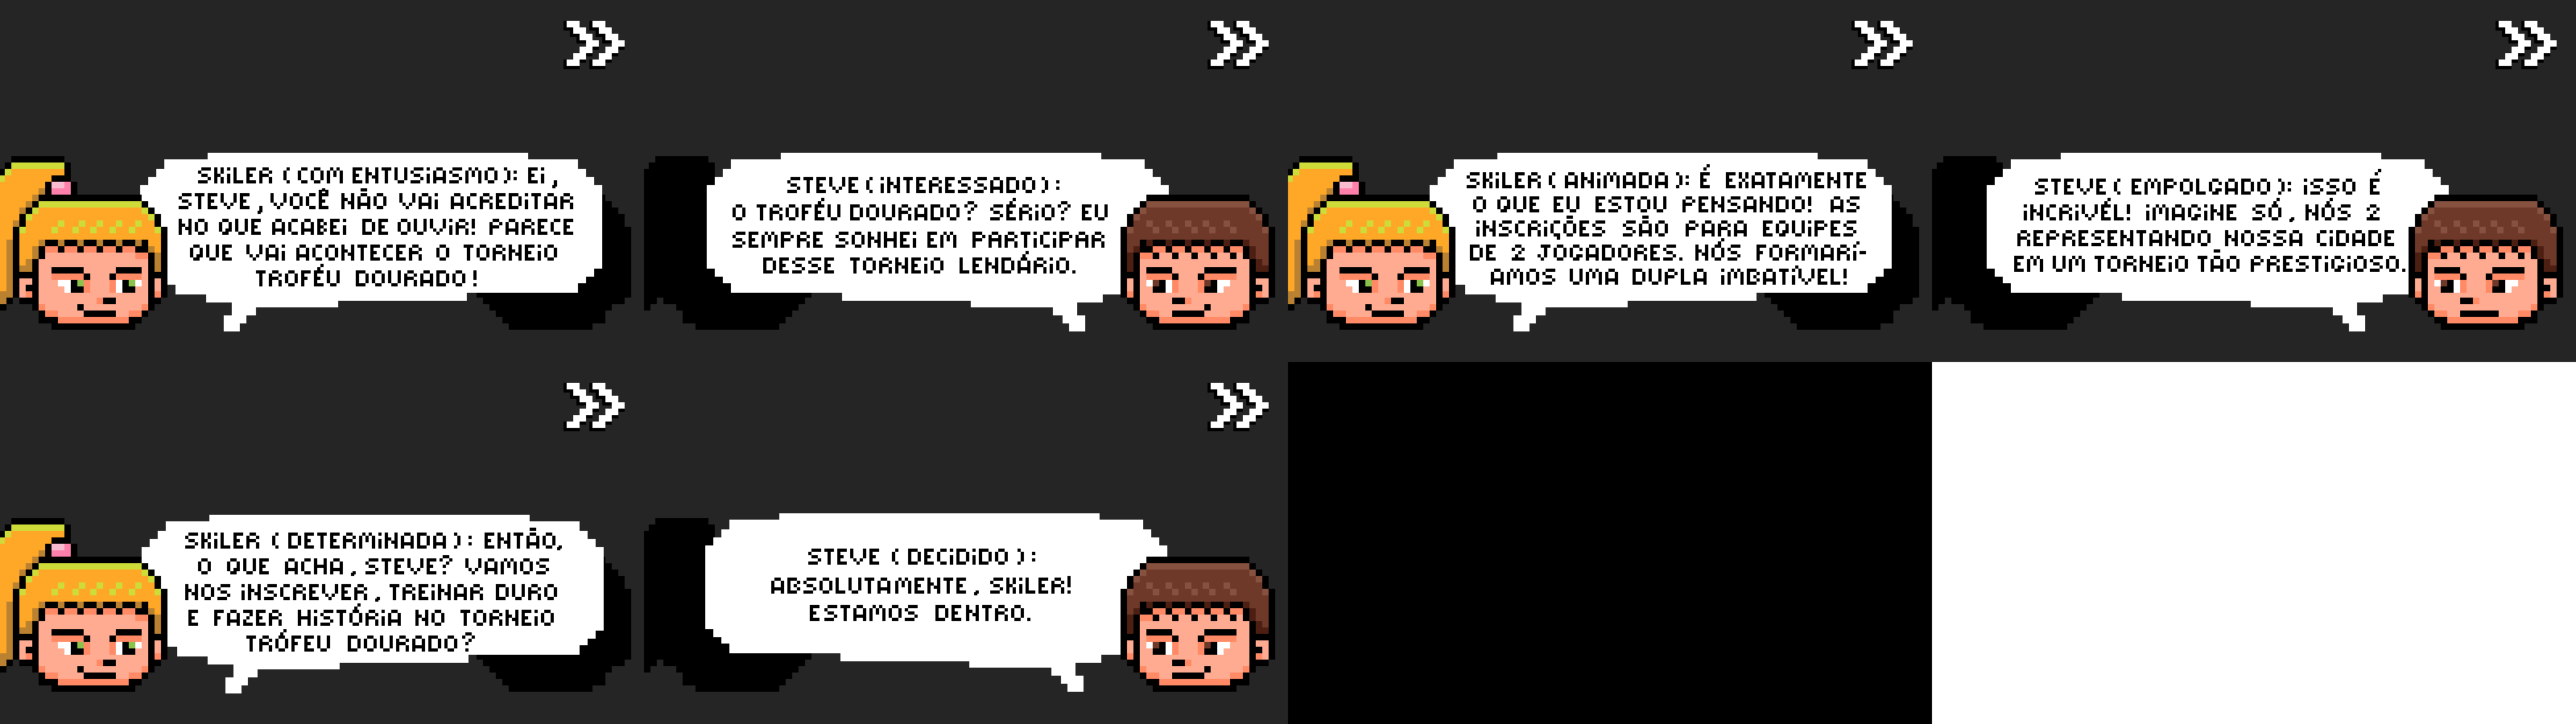 SKiLER (COM ENTUSiASMO): Ei,
STEVE, VOCÊ NÃO VAi ACREDiTAR
NO QUE ACABEi DE OUViR! PARECE
QUE VAi ACONTECER O TORNEiO
TROFÉU DOURADO!
STEVE (iNTERESSADO):
O TROFÉU DOURADO? SÉRiO? EU
SEMPRE SONHEi EM PARTiCiPAR
DESSE TORNEiO LENDÁRiO.
SKiLER (ANiMADA): É EXATAMENTE
O QUE EU ESTOU PENSANDO! AS
iNSCRiÇÕES SÃO PARA EQUiPES
DE 2 JOGADORES. NÓS FORMARÍ-
AMOS UMA DUPLA iMBATÍVEL!
STEVE (EMPOLGADO): iSSO É
iNCRiVÉL! iMAGiNE SÓ, NÓS 2
REPRESENTANDO NOSSA CiDADE
EM UM TORNEiO TÃO PRESTiGiOSO.
SKiLER (DETERMiNADA): ENTÃO,
O QUE ACHA, STEVE? VAMOS
NOS iNSCREVER, TREiNAR DURO
E FAZER HiSTÓRiA NO TORNEiO
TRÓFEU DOURADO?
STEVE (DECiDiDO):
ABSOLUTAMENTE, SKiLER!
ESTAMOS DENTRO.